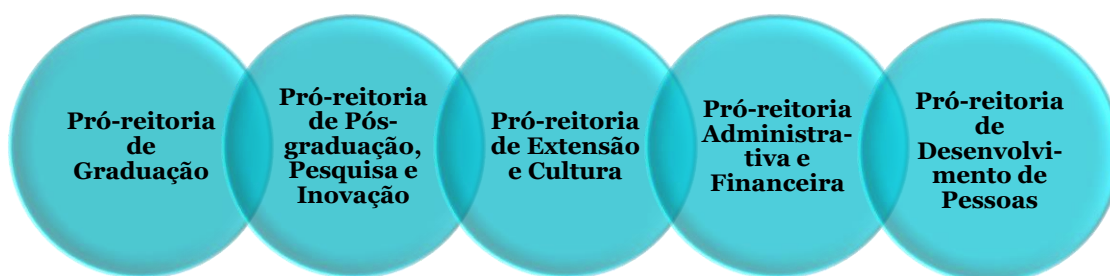 Pró-reitoria
de
Graduação
Pró-reitoria
de Pós-
graduação,
Pesquisa e
Inovação
Pró-reitoria
de Extensão
e Cultura
Pró-reitoria
Administra-
tiva e
Financeira
Pró-reitoria
de
Desenvolvi-
mento de
Pessoas